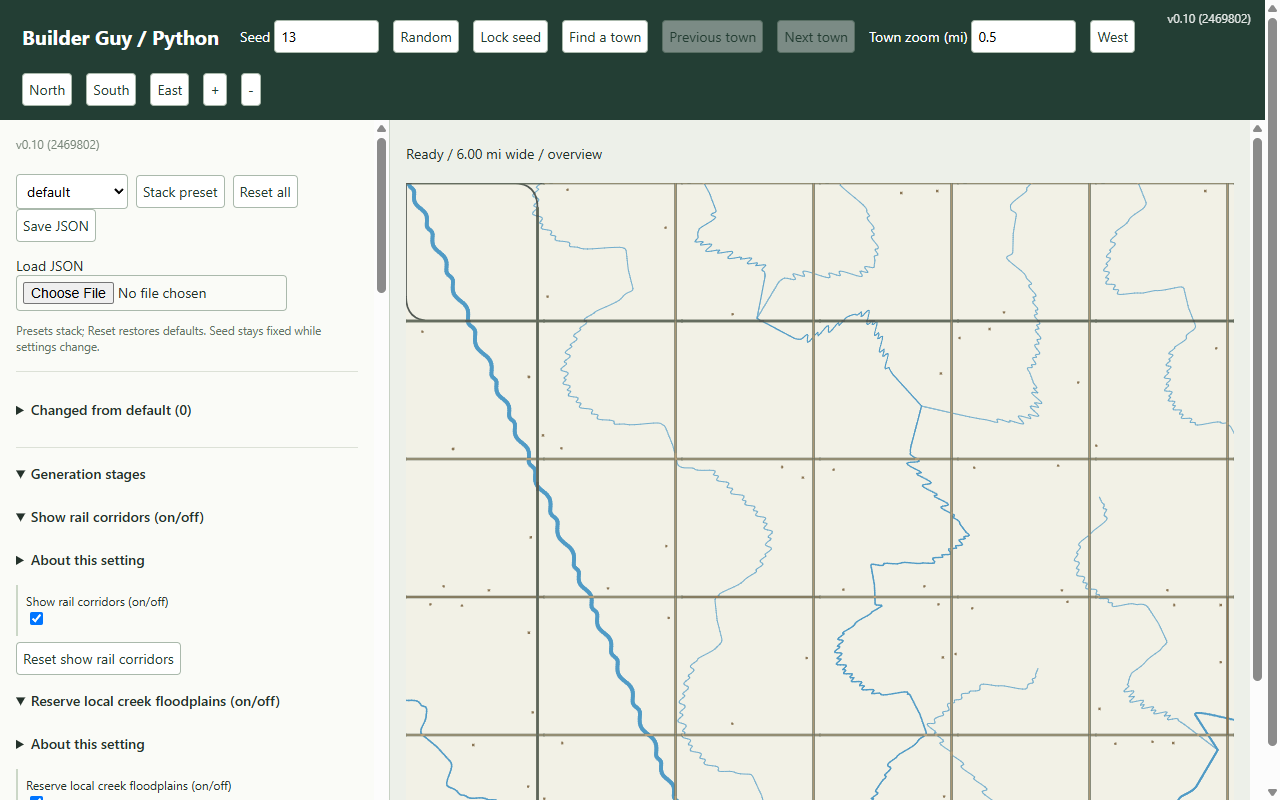 Builder Guy / Python Seed 13 Random Lock seed Find a town Previous town Next town Town zoom (mi) 0.5 West v0.10 (2469802)
North South East + -
v0.10 (2469802)
default Stack preset Reset all
Save JSON
Load JSON
Choose File No file chosen
Presets stack; Reset restores defaults. Seed stays fixed while
settings change.
Changed from default (0)
Generation stages
Show rail corridors (on/off)
About this setting
Show rail corridors (on/off)
Reset show rail corridors
Reserve local creek floodplains (on/off)
About this setting
Reserve local creek floodplains (on/off)
Ready / 6.00 mi wide / overview